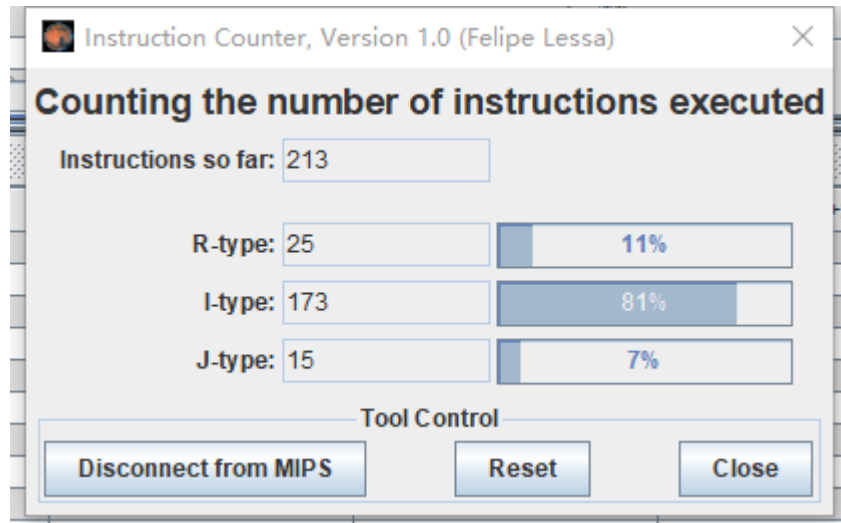 Instruction Counter, Version 1.0 (Felipe Lessa)
Counting the number of instructions executed
Instructions so far: 213
R-type: 25 11%
I-type: 173 81%
J-type: 15 7%
Tool Control
Disconnect from MIPS Reset Close